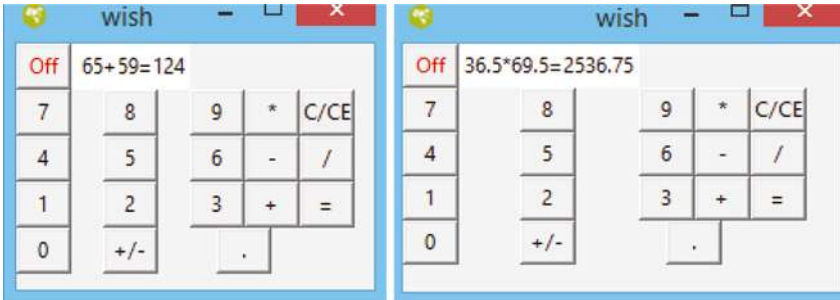 wish
Off 65+59=124
7 8 9 * C/CE
4 5 6 - /
1 2 3 + =
0 +/- .
wish
Off 36.5*69.5=2536.75
7 8 9 * C/CE
4 5 6 - /
1 2 3 + =
0 +/- .